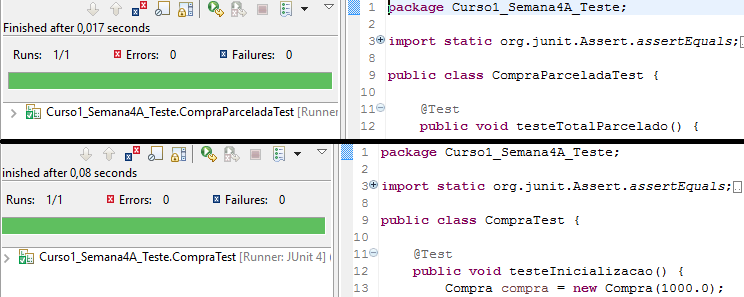 Finished after 0,017 seconds
Runs: 1/1 Errors: 0 Failures: 0
Curso1_Semana4A_Teste.CompraParceladaTest [Runner
1 package Curso1_Semana4A_Teste;
2
3 import static org.junit.Assert.assertEquals;
8
9 public class CompraParceladaTest {
10
11 @Test
12 public void testeTotalParcelado() {
inished after 0,08 seconds
Runs: 1/1 Errors: 0 Failures: 0
Curso1_Semana4A_Teste.CompraTest [Runner: JUnit 4] (
1 package Curso1_Semana4A_Teste;
2
3 import static org.junit.Assert.assertEquals;
8
9 public class CompraTest {
10
11 @Test
12 public void testeInicializacao() {
13 Compra compra = new Compra(1000.0);